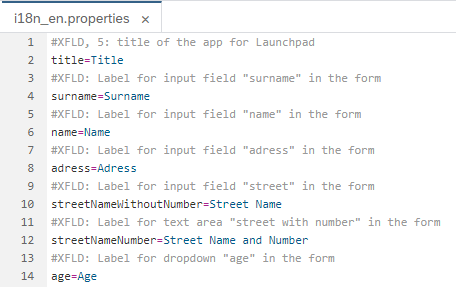 i18n_en.properties ×
1 #XFLD, 5: title of the app for Launchpad
2 title=Title
3 #XFLD: Label for input field "surname" in the form
4 surname=Surname
5 #XFLD: Label for input field "name" in the form
6 name=Name
7 #XFLD: Label for input field "adress" in the form
8 adress=Adress
9 #XFLD: Label for input field "street" in the form
10 streetNameWithoutNumber=Street Name
11 #XFLD: Label for text area "street with number" in the form
12 streetNameNumber=Street Name and Number
13 #XFLD: Label for dropdown "age" in the form
14 age=Age